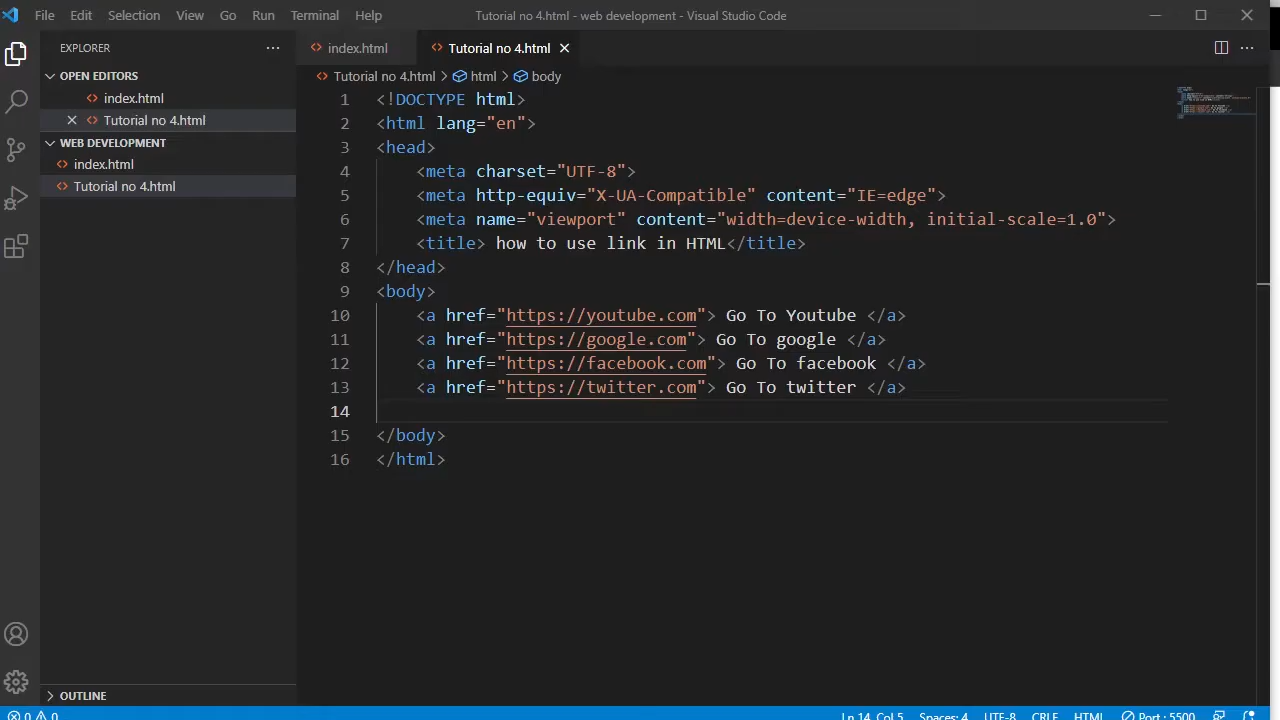 File Edit Selection View Go Run Terminal Help Tutorial no 4.html - web development - Visual Studio Code
EXPLORER
OPEN EDITORS
index.html
Tutorial no 4.html
WEB DEVELOPMENT
index.html
Tutorial no 4.html
OUTLINE
index.html Tutorial no 4.html
Tutorial no 4.html > html > body
1 <!DOCTYPE html>
2 <html lang="en">
3 <head>
4 <meta charset="UTF-8">
5 <meta http-equiv="X-UA-Compatible" content="IE=edge">
6 <meta name="viewport" content="width=device-width, initial-scale=1.0">
7 <title> how to use link in HTML</title>
8 </head>
9 <body>
10 <a href="https://youtube.com"> Go To Youtube </a>
11 <a href="https://google.com"> Go To google </a>
12 <a href="https://facebook.com"> Go To facebook </a>
13 <a href="https://twitter.com"> Go To twitter </a>
14
15 </body>
16 </html>
0 0 Ln 14, Col 5 Spaces: 4 UTF-8 CRLF HTML Port : 5500